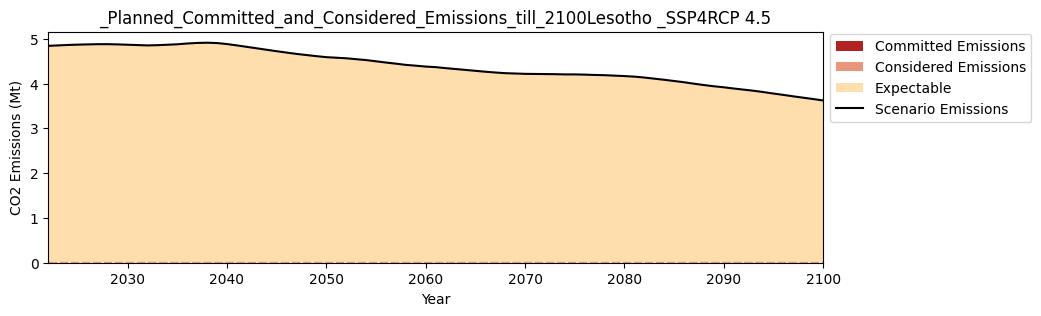 _Planned_Committed_and_Considered_Emissions_till_2100Lesotho _SSP4RCP 4.5
5
4
3
2
1
0
CO2 Emissions (Mt)
2030 2040 2050 2060 2070 2080 2090 2100
Year
Committed Emissions
Considered Emissions
Expectable
Scenario Emissions